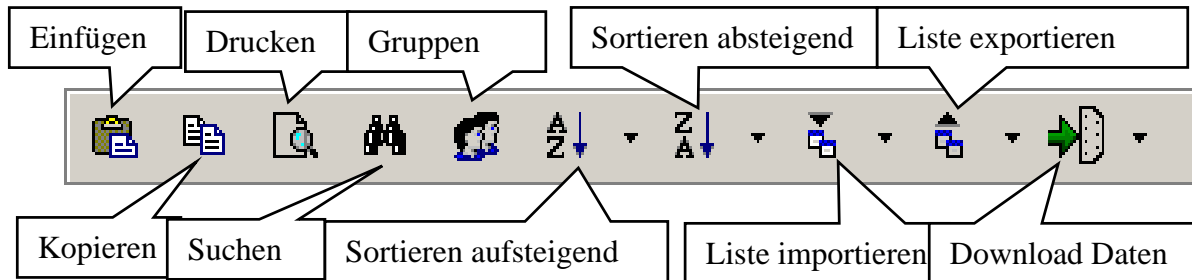 Einfügen
Drucken
Gruppen
Sortieren absteigend
Liste exportieren
A
Z
Z
A
Kopieren
Suchen
Sortieren aufsteigend
Liste importieren
Download Daten